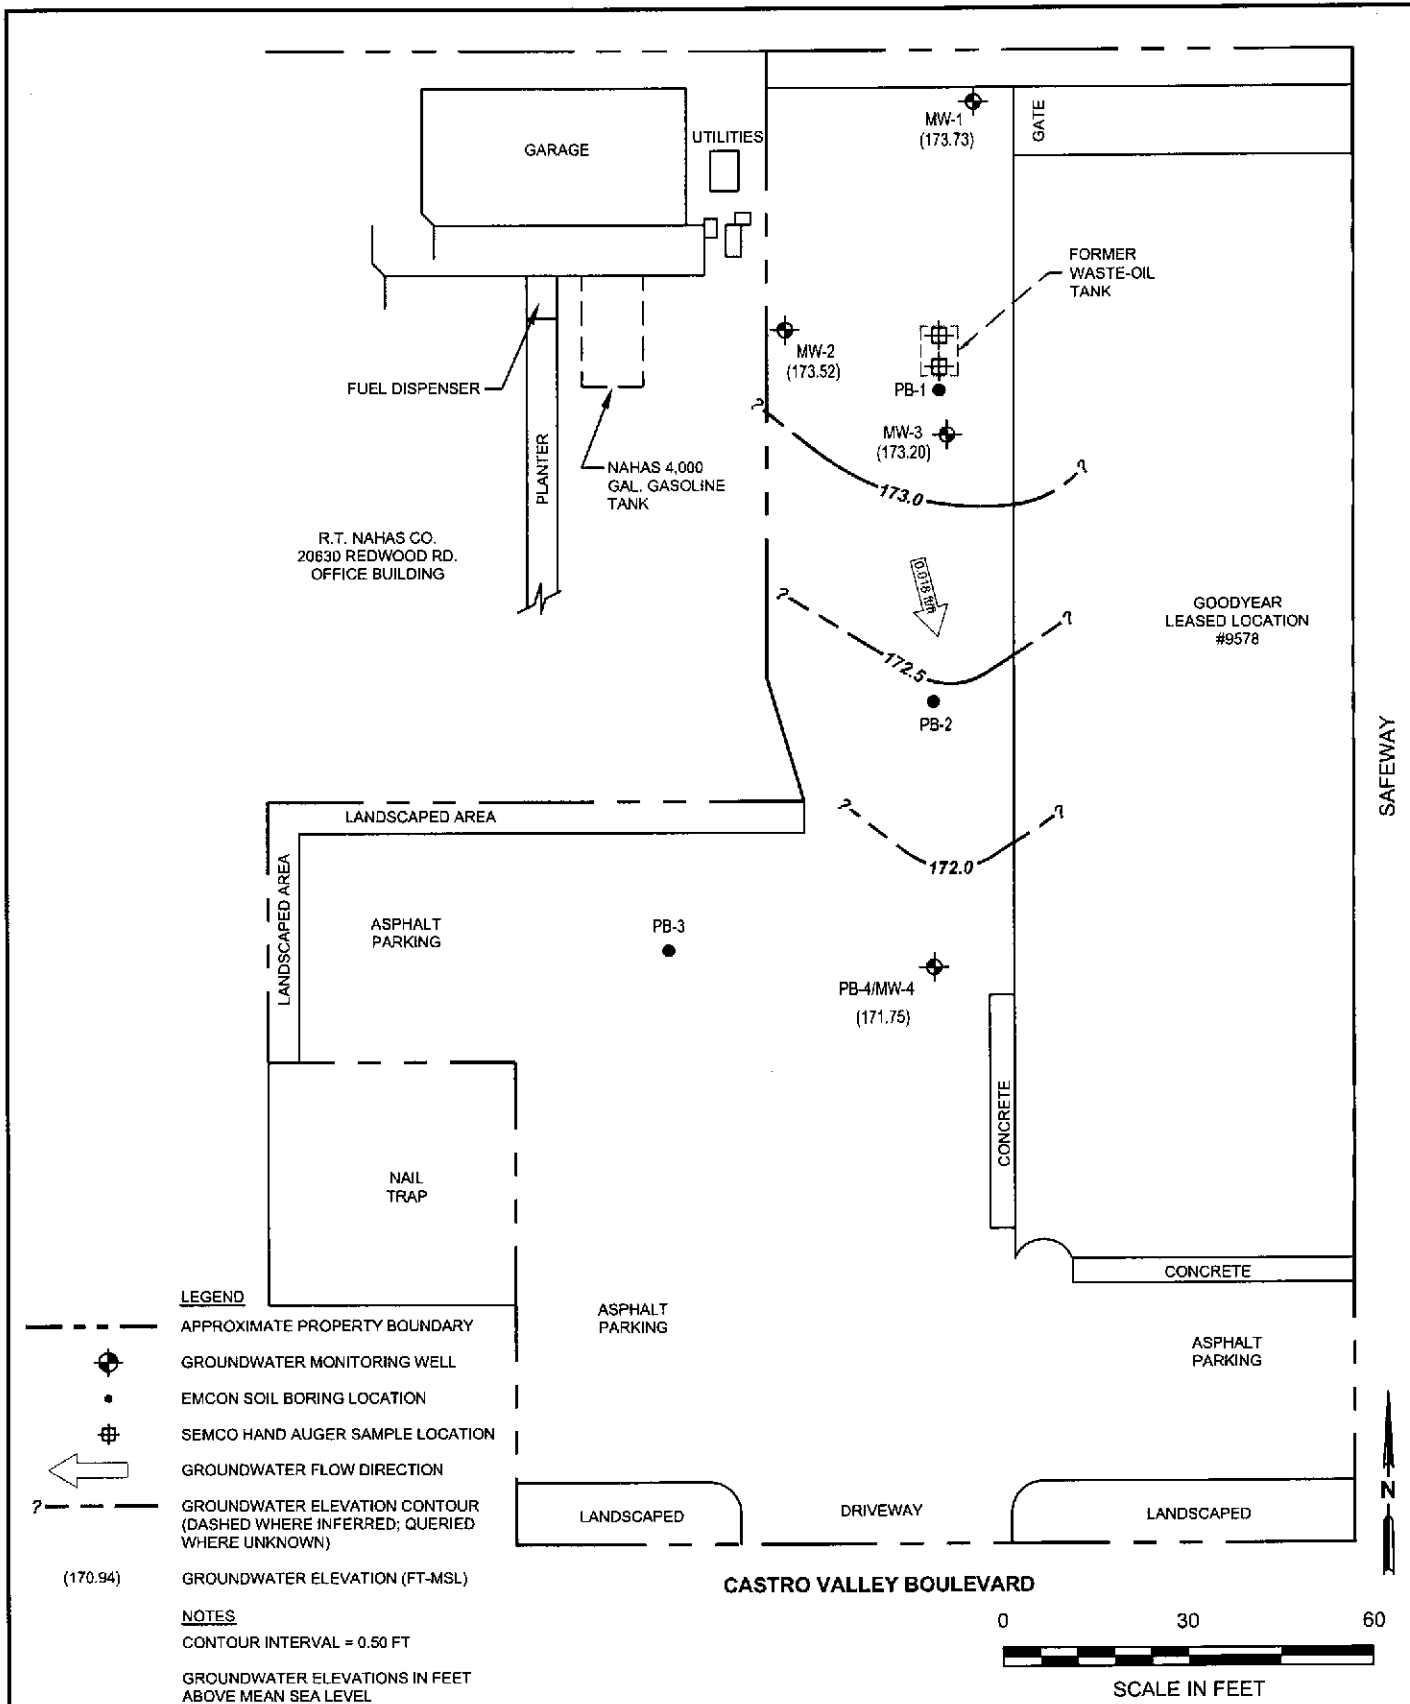 GARAGE
UTILITIES
MW-1
(173.73)
GATE
FORMER
WASTE-OIL
TANK
MW-2
(173.52)
FUEL DISPENSER
PB-1
MW-3
(173.20)
PLANTER
NAHAS 4,000
GAL. GASOLINE
TANK
?
?
173.0
R.T. NAHAS CO.
20630 REDWOOD RD.
OFFICE BUILDING
?
?
172.5
GOODYEAR
LEASED LOCATION
#9578
PB-2
SAFEWAY
LANDSCAPED AREA
?
?
172.0
LANDSCAPED AREA
ASPHALT
PARKING
PB-3
PB-4/MW-4
(171.75)
CONCRETE
NAIL
TRAP
CONCRETE
ASPHALT
PARKING
ASPHALT
PARKING
LANDSCAPED
DRIVEWAY
LANDSCAPED
N
CASTRO VALLEY BOULEVARD
0 30 60
SCALE IN FEET
LEGEND
APPROXIMATE PROPERTY BOUNDARY
GROUNDWATER MONITORING WELL
EMCON SOIL BORING LOCATION
SEMCO HAND AUGER SAMPLE LOCATION
GROUNDWATER FLOW DIRECTION
? GROUNDWATER ELEVATION CONTOUR
(DASHED WHERE INFERRED; QUERIED
WHERE UNKNOWN)
(170.94) GROUNDWATER ELEVATION (FT-MSL)
NOTES
CONTOUR INTERVAL = 0.50 FT
GROUNDWATER ELEVATIONS IN FEET
ABOVE MEAN SEA LEVEL